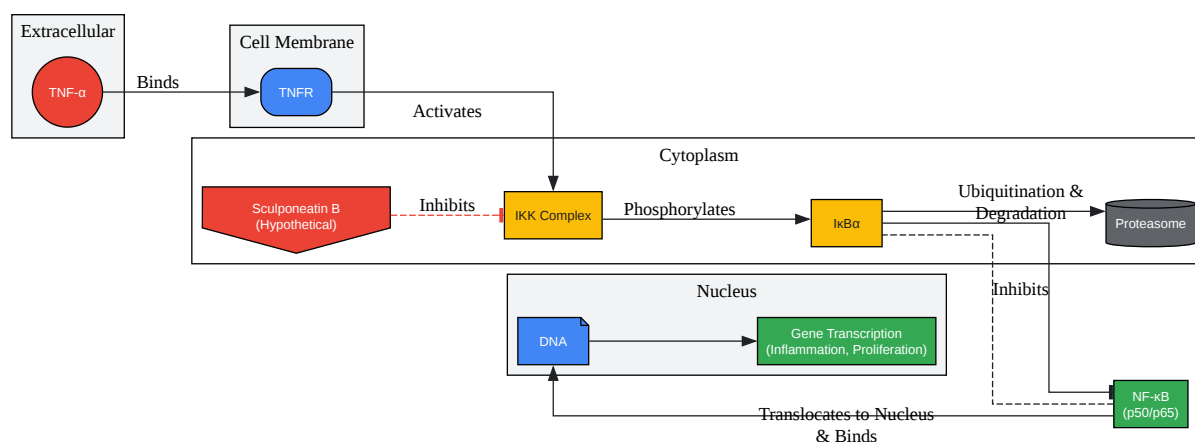 Extracellular
TNF-α
Binds
Cell Membrane
TNFR
Activates
Cytoplasm
Sculponeatin B
(Hypothetical)
Inhibits
IKK Complex
Phosphorylates
IκBα
Ubiquitination &
Degradation
Proteasome
Inhibits
Nucleus
DNA
Gene Transcription
(Inflammation, Proliferation)
NF-κB
(p50/p65)
Translocates to Nucleus
& Binds